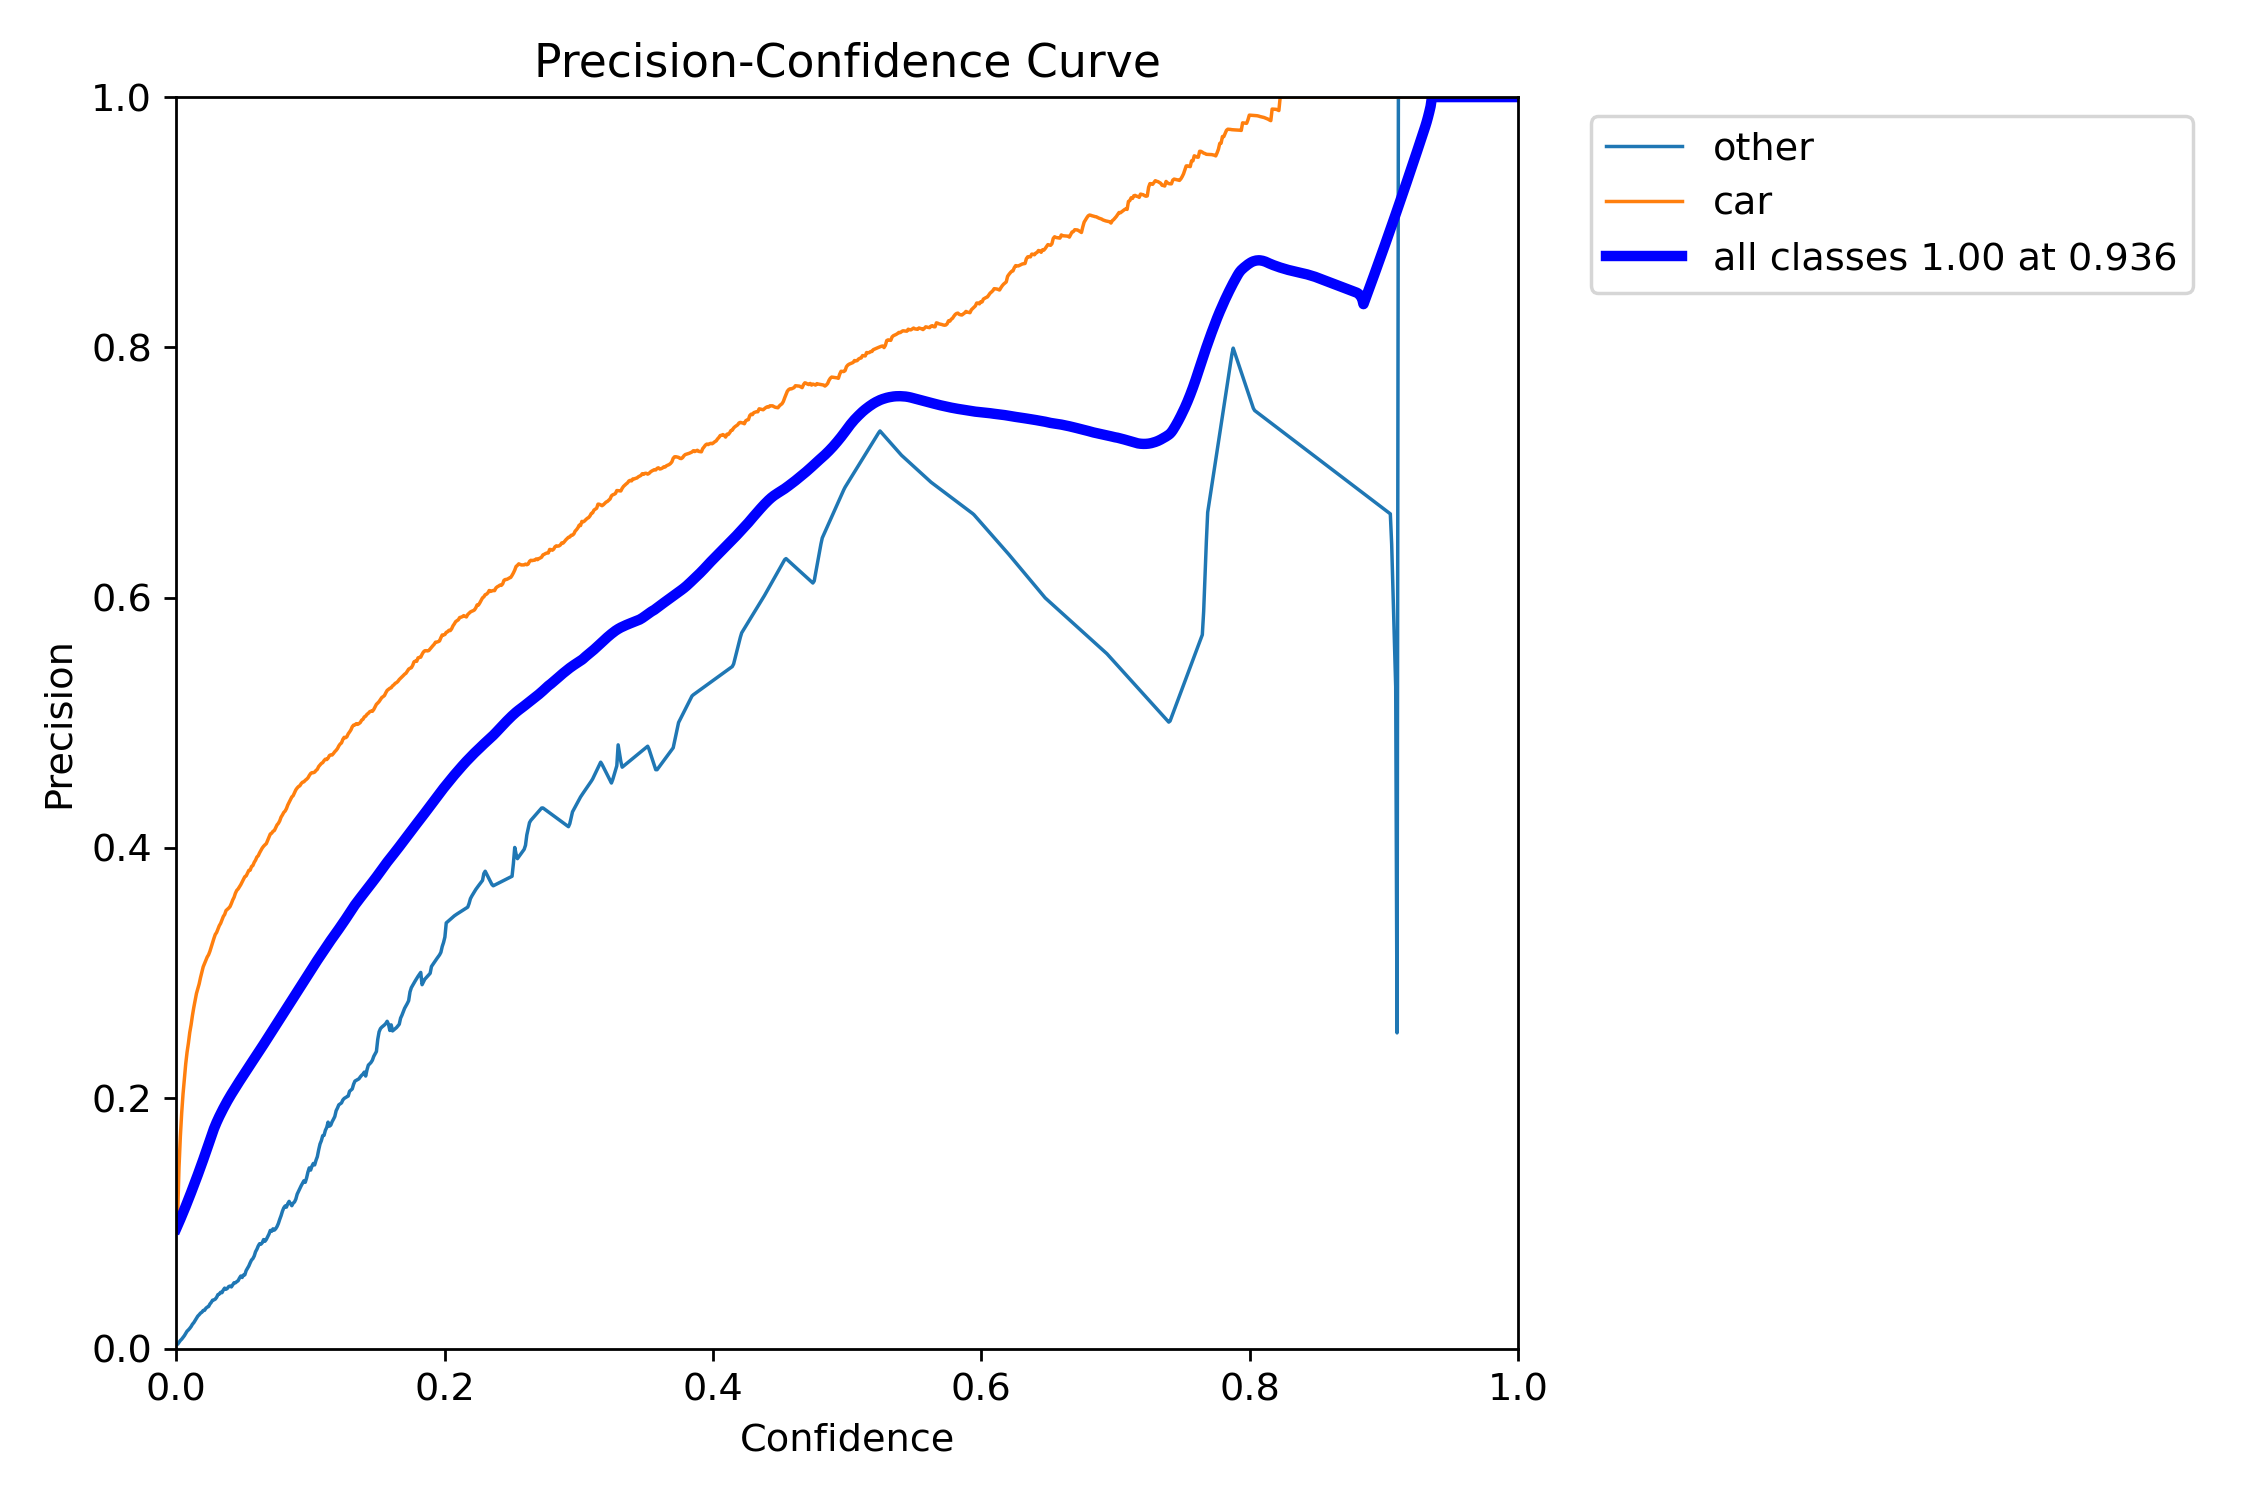 Precision-Confidence Curve
1.0
0.8
0.6
0.4
0.2
0.0
Precision
0.0 0.2 0.4 0.6 0.8 1.0
Confidence
other
car
all classes 1.00 at 0.936